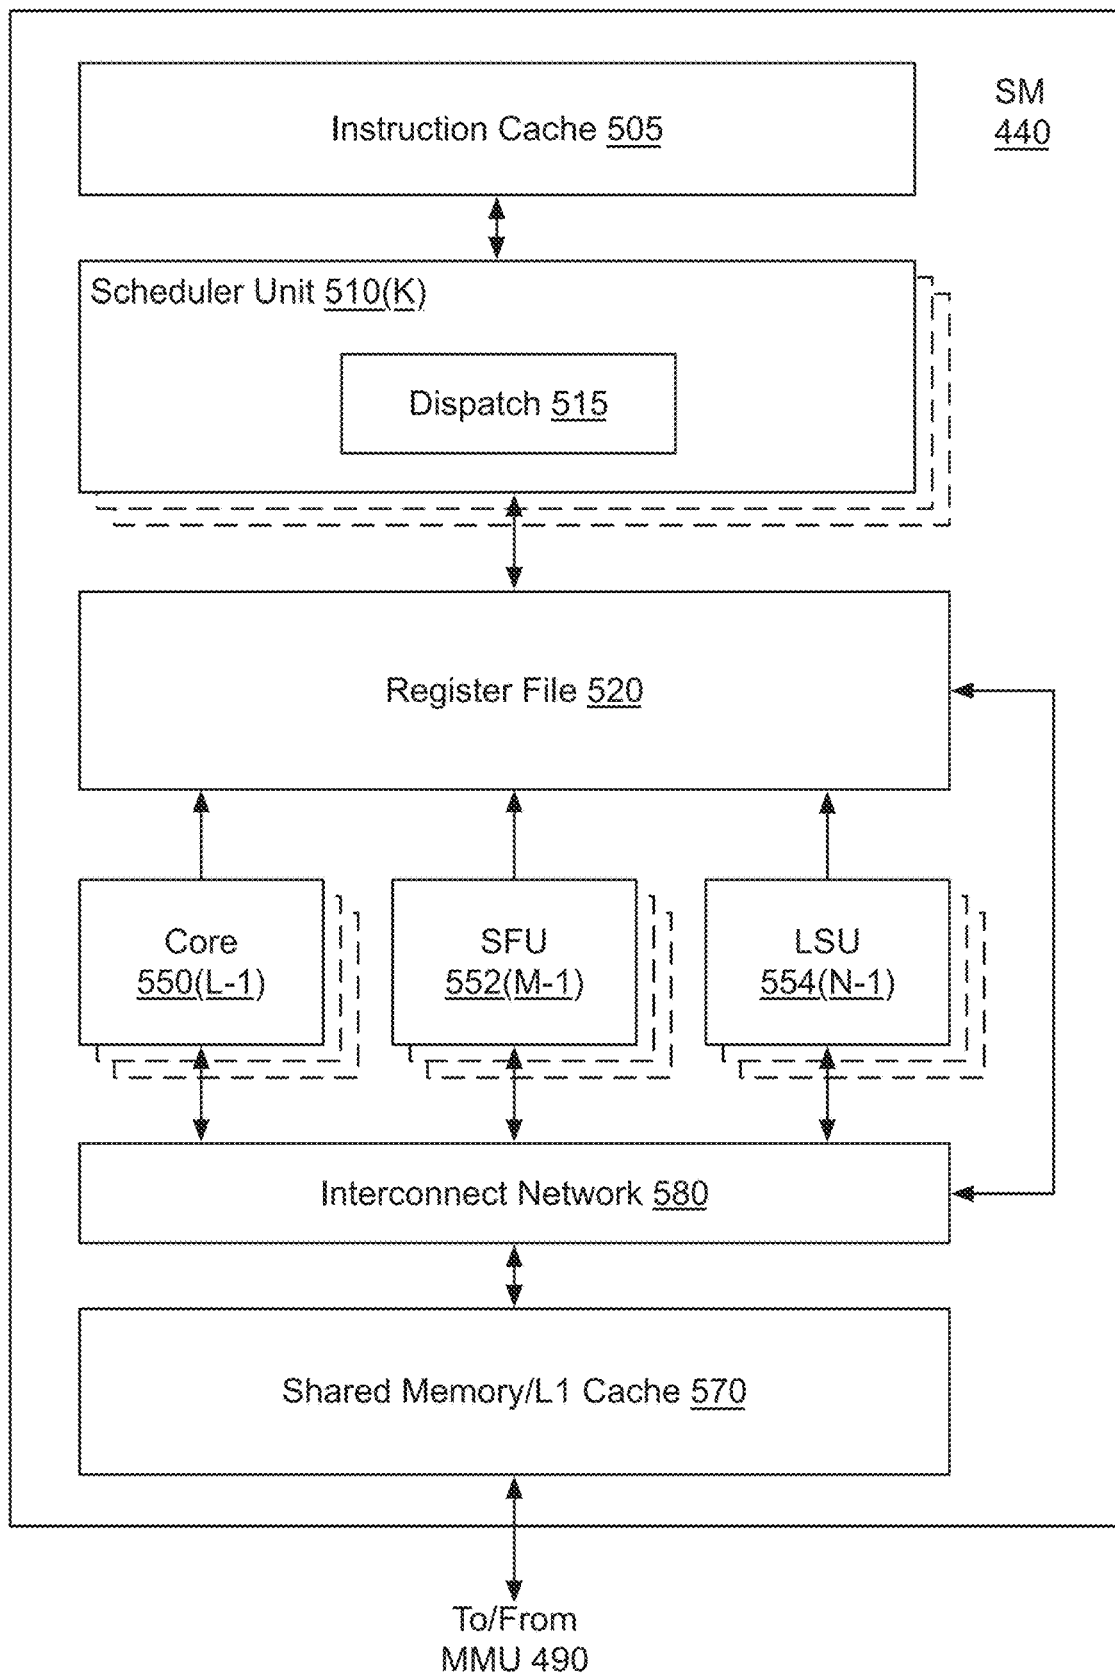 Instruction Cache 505
SM
440
Scheduler Unit 510(K)
Dispatch 515
Register File 520
Core
550(L-1)
SFU
552(M-1)
LSU
554(N-1)
Interconnect Network 580
Shared Memory/L1 Cache 570
To/From
MMU 490